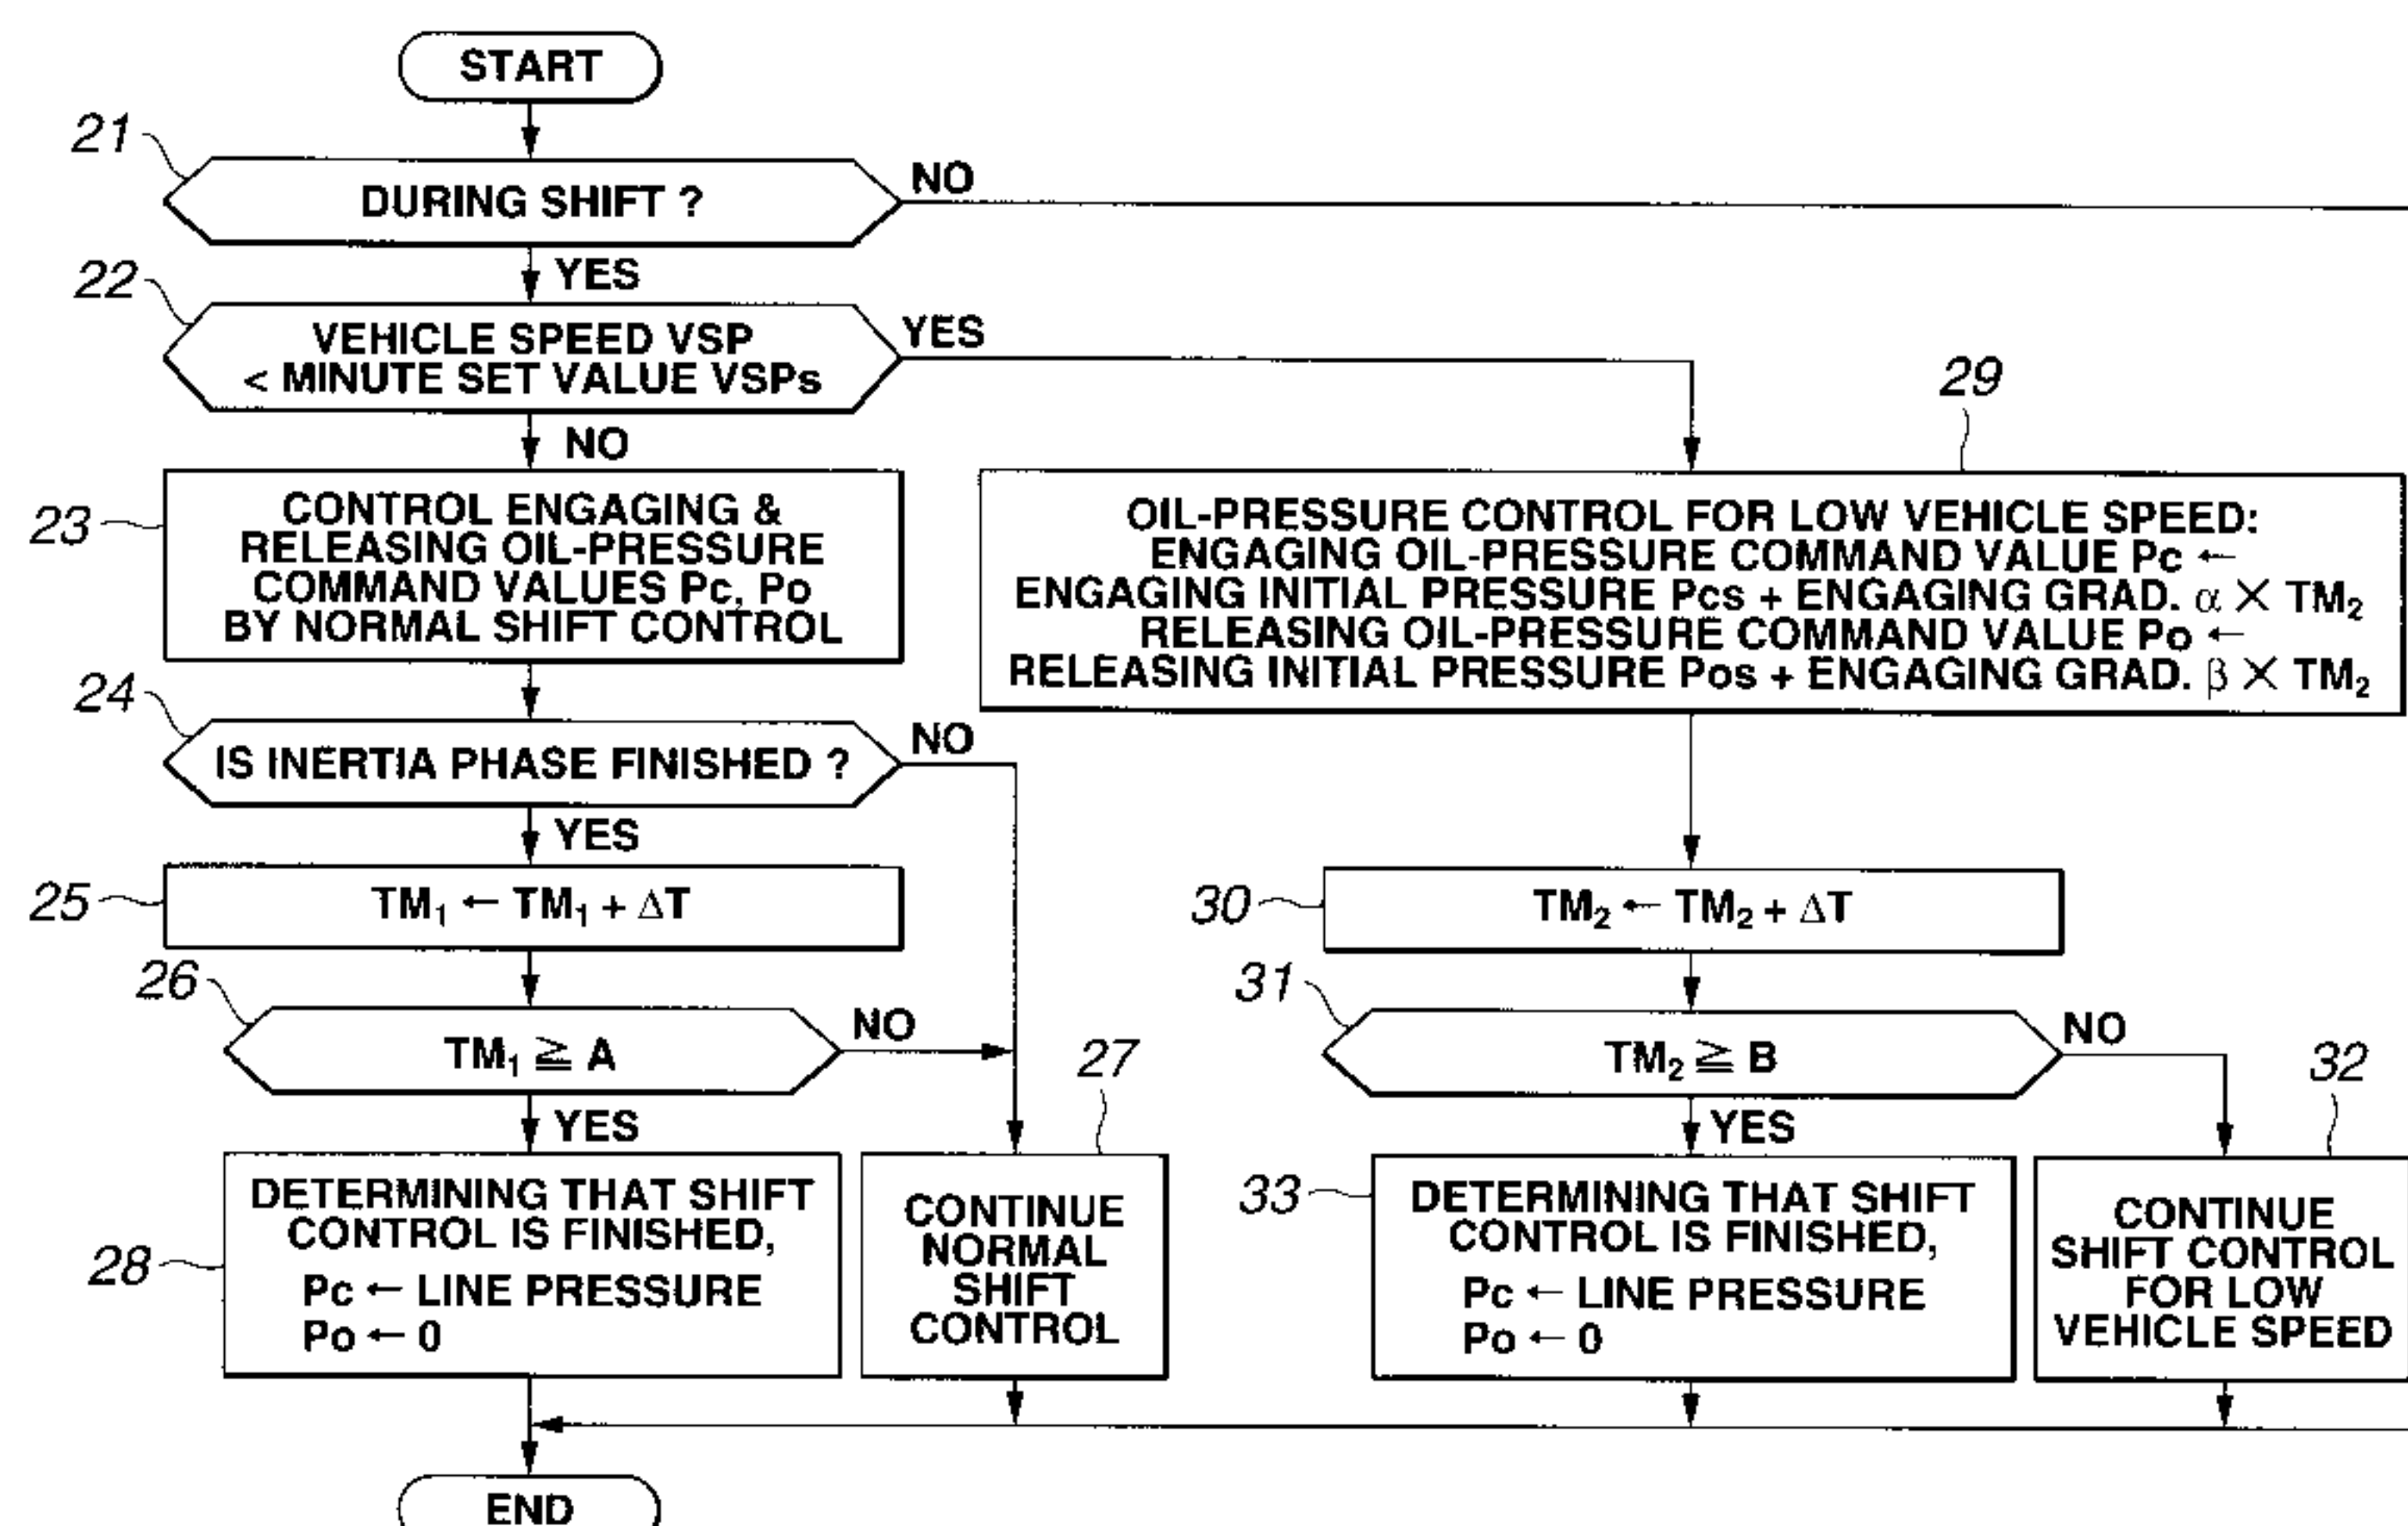 START
21
DURING SHIFT ?
NO
YES
22
VEHICLE SPEED VSP
< MINUTE SET VALUE VSPs
YES
NO
23
CONTROL ENGAGING &
RELEASING OIL-PRESSURE
COMMAND VALUES Pc, Po
BY NORMAL SHIFT CONTROL
29
OIL-PRESSURE CONTROL FOR LOW VEHICLE SPEED:
ENGAGING OIL-PRESSURE COMMAND VALUE Pc ←
ENGAGING INITIAL PRESSURE Pcs + ENGAGING GRAD. α × TM₂
RELEASING OIL-PRESSURE COMMAND VALUE Po ←
RELEASING INITIAL PRESSURE Pos + ENGAGING GRAD. β × TM₂
24
IS INERTIA PHASE FINISHED ?
NO
YES
25
TM₁ ← TM₁ + ΔT
30
TM₂ ← TM₂ + ΔT
26
TM₁ ≧ A
NO
YES
31
TM₂ ≧ B
NO
YES
28
DETERMINING THAT SHIFT
CONTROL IS FINISHED,
Pc ← LINE PRESSURE
Po ← 0
27
CONTINUE
NORMAL
SHIFT
CONTROL
33
DETERMINING THAT SHIFT
CONTROL IS FINISHED,
Pc ← LINE PRESSURE
Po ← 0
32
CONTINUE
SHIFT CONTROL
FOR LOW
VEHICLE SPEED
END